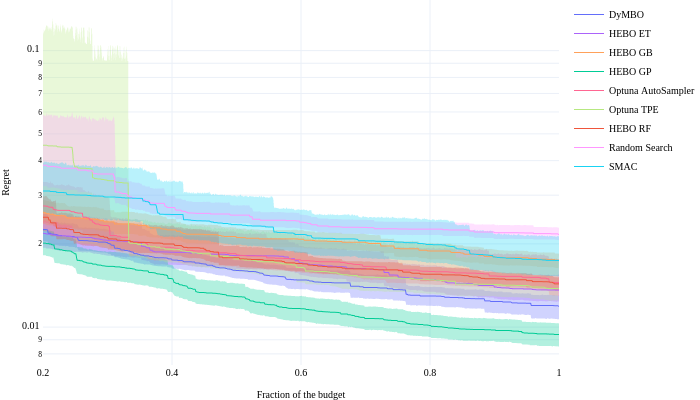 0.1
9
8
7
6
5
4
3
2
0.01
9
8
Regret
0.2 0.4 0.6 0.8 1
Fraction of the budget
DyMBO
HEBO ET
HEBO GB
HEBO GP
Optuna AutoSampler
Optuna TPE
HEBO RF
Random Search
SMAC